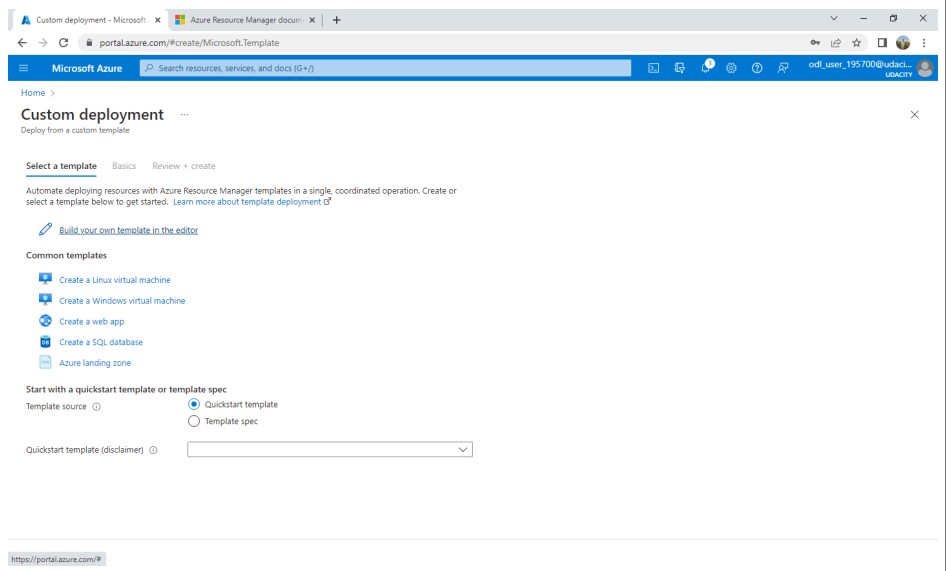 Custom deployment - Microsoft
Azure Resource Manager docum
portal.azure.com/#create/Microsoft.Template
Microsoft Azure
Search resources, services, and docs (G+/)
3
odl_user_195700@udaci...
UDACITY
Home >
Custom deployment ...
Deploy from a custom template
Select a template Basics Review + create
Automate deploying resources with Azure Resource Manager templates in a single, coordinated operation. Create or
select a template below to get started. Learn more about template deployment
Build your own template in the editor
Common templates
Create a Linux virtual machine
Create a Windows virtual machine
Create a web app
DB Create a SQL database
Azure landing zone
Start with a quickstart template or template spec
Template source
Quickstart template
Template spec
Quickstart template (disclaimer)
https://portal.azure.com/#